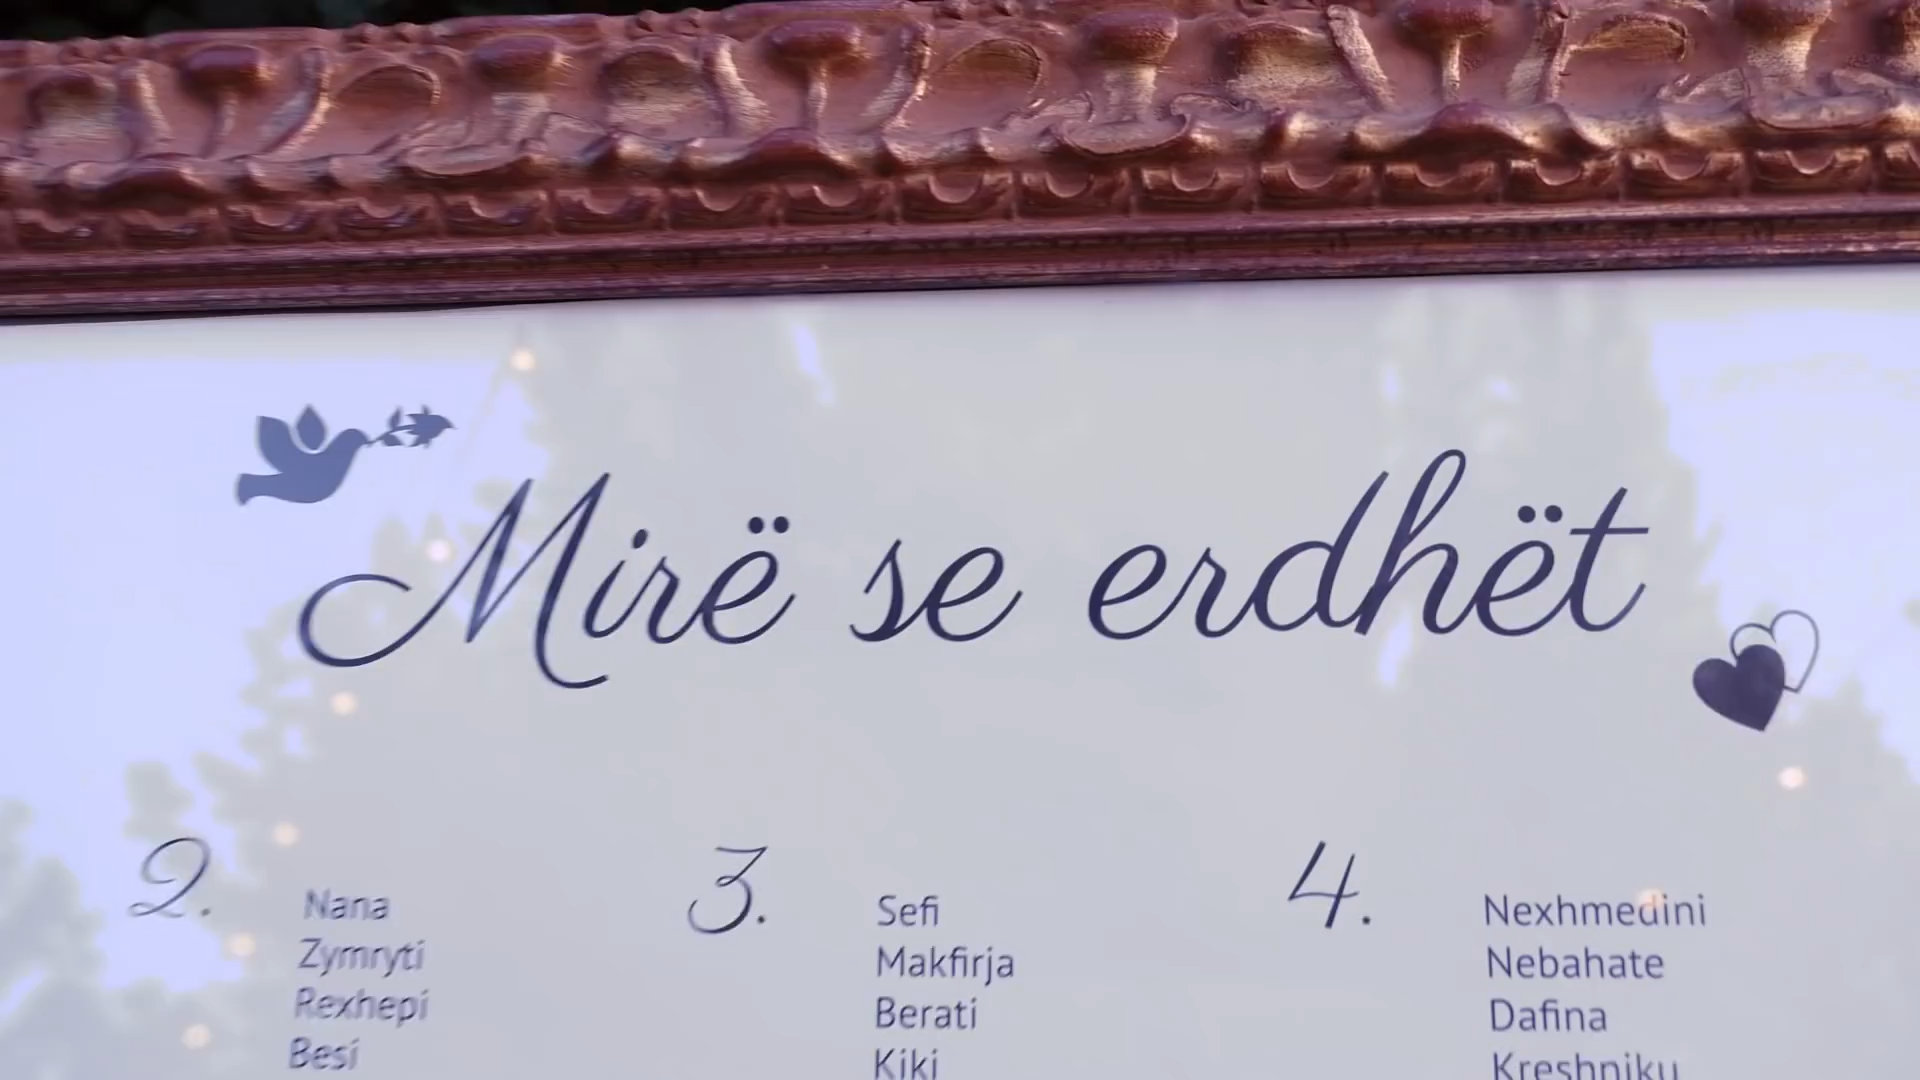 Mirë se erdhët
2.
Nana
Zymryti
Rexhepi
Besi
3.
Sefi
Makfirja
Berati
Kiki
4.
Nexhmedini
Nebahate
Dafina
Kreshniku